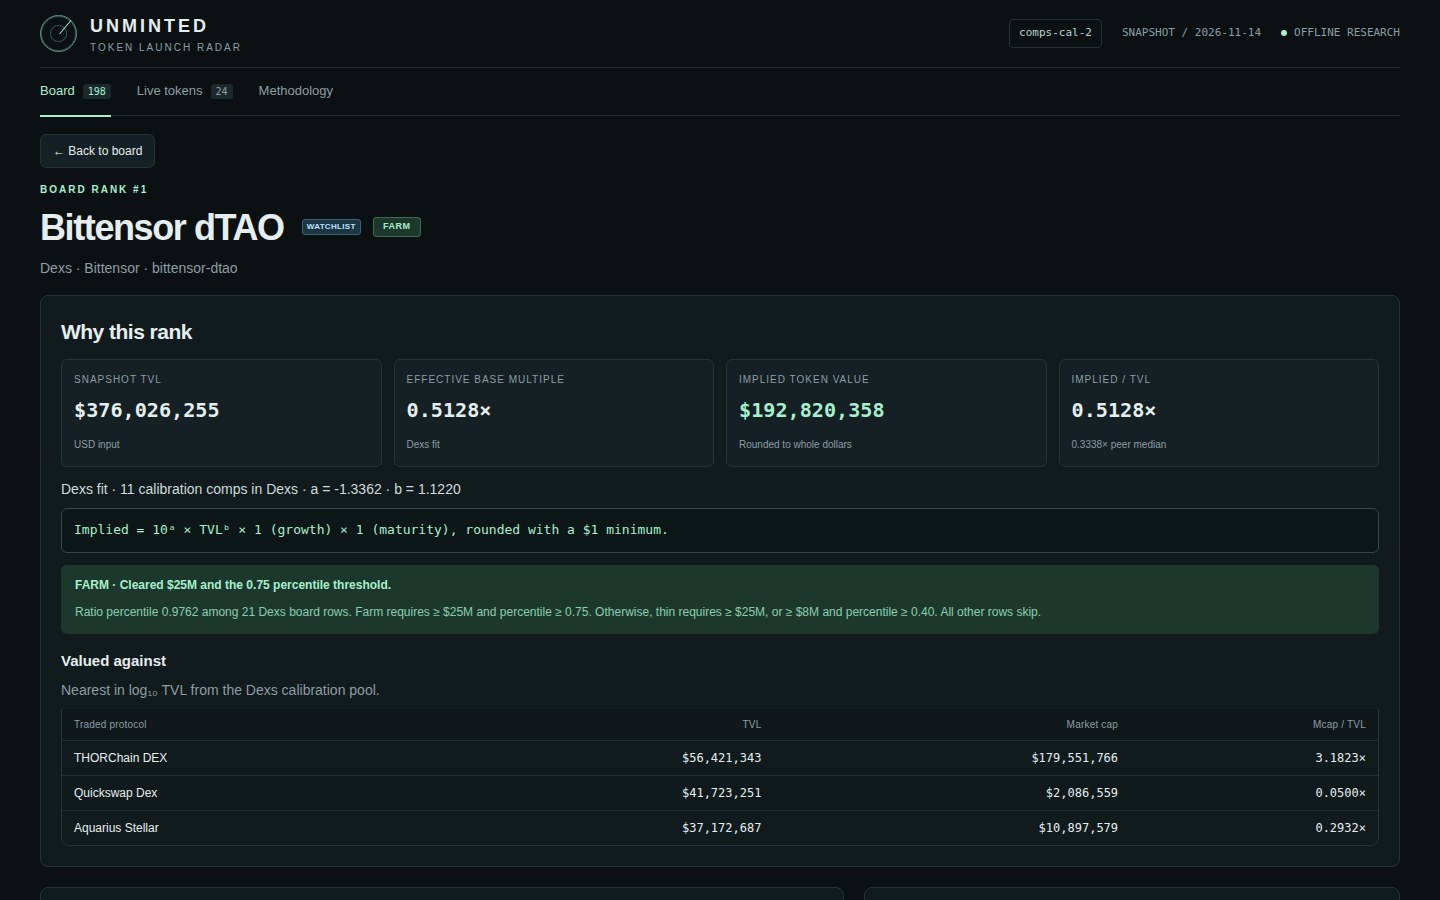 UNMINTED
TOKEN LAUNCH RADAR
comps-cal-2
SNAPSHOT / 2026-11-14
OFFLINE RESEARCH
Board 198
Live tokens 24
Methodology
← Back to board
BOARD RANK #1
Bittensor dTAO WATCHLIST FARM
Dexs · Bittensor · bittensor-dtao
Why this rank
SNAPSHOT TVL
$376,026,255
USD input
EFFECTIVE BASE MULTIPLE
0.5128×
Dexs fit
IMPLIED TOKEN VALUE
$192,820,358
Rounded to whole dollars
IMPLIED / TVL
0.5128×
0.3338× peer median
Dexs fit · 11 calibration comps in Dexs · a = -1.3362 · b = 1.1220
Implied = 10ᵃ × TVLᵇ × 1 (growth) × 1 (maturity), rounded with a $1 minimum.
FARM · Cleared $25M and the 0.75 percentile threshold.
Ratio percentile 0.9762 among 21 Dexs board rows. Farm requires ≥ $25M and percentile ≥ 0.75. Otherwise, thin requires ≥ $25M, or ≥ $8M and percentile ≥ 0.40. All other rows skip.
Valued against
Nearest in log₁₀ TVL from the Dexs calibration pool.
Traded protocol TVL Market cap Mcap / TVL
THORChain DEX $56,421,343 $179,551,766 3.1823×
Quickswap Dex $41,723,251 $2,086,559 0.0500×
Aquarius Stellar $37,172,687 $10,897,579 0.2932×